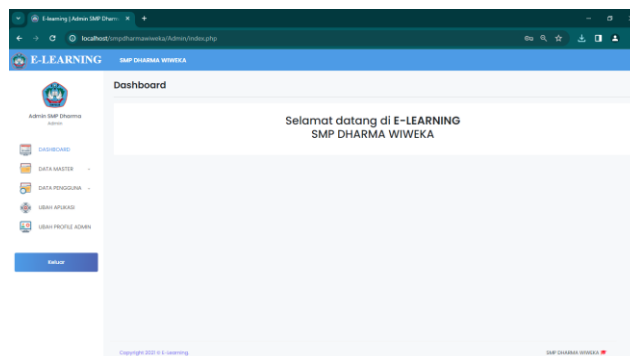 E-learning | Admin SMP Dharm
localhost/smpdharmawiweka/Admin/index.php
E-LEARNING
SMP DHARMA WIWEKA
Dashboard
Admin SMP Dharma
Admin
Selamat datang di E-LEARNING
SMP DHARMA WIWEKA
DASHBOARD
DATA MASTER
DATA PENGGUNA
UBAH APLIKASI
UBAH PROFILE ADMIN
Keluar
Copyright 2021 © E-Learning.
SMP DHARMA WIWEKA